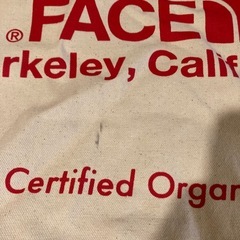 ® FACE
rkeley, Calif
Certified Organ